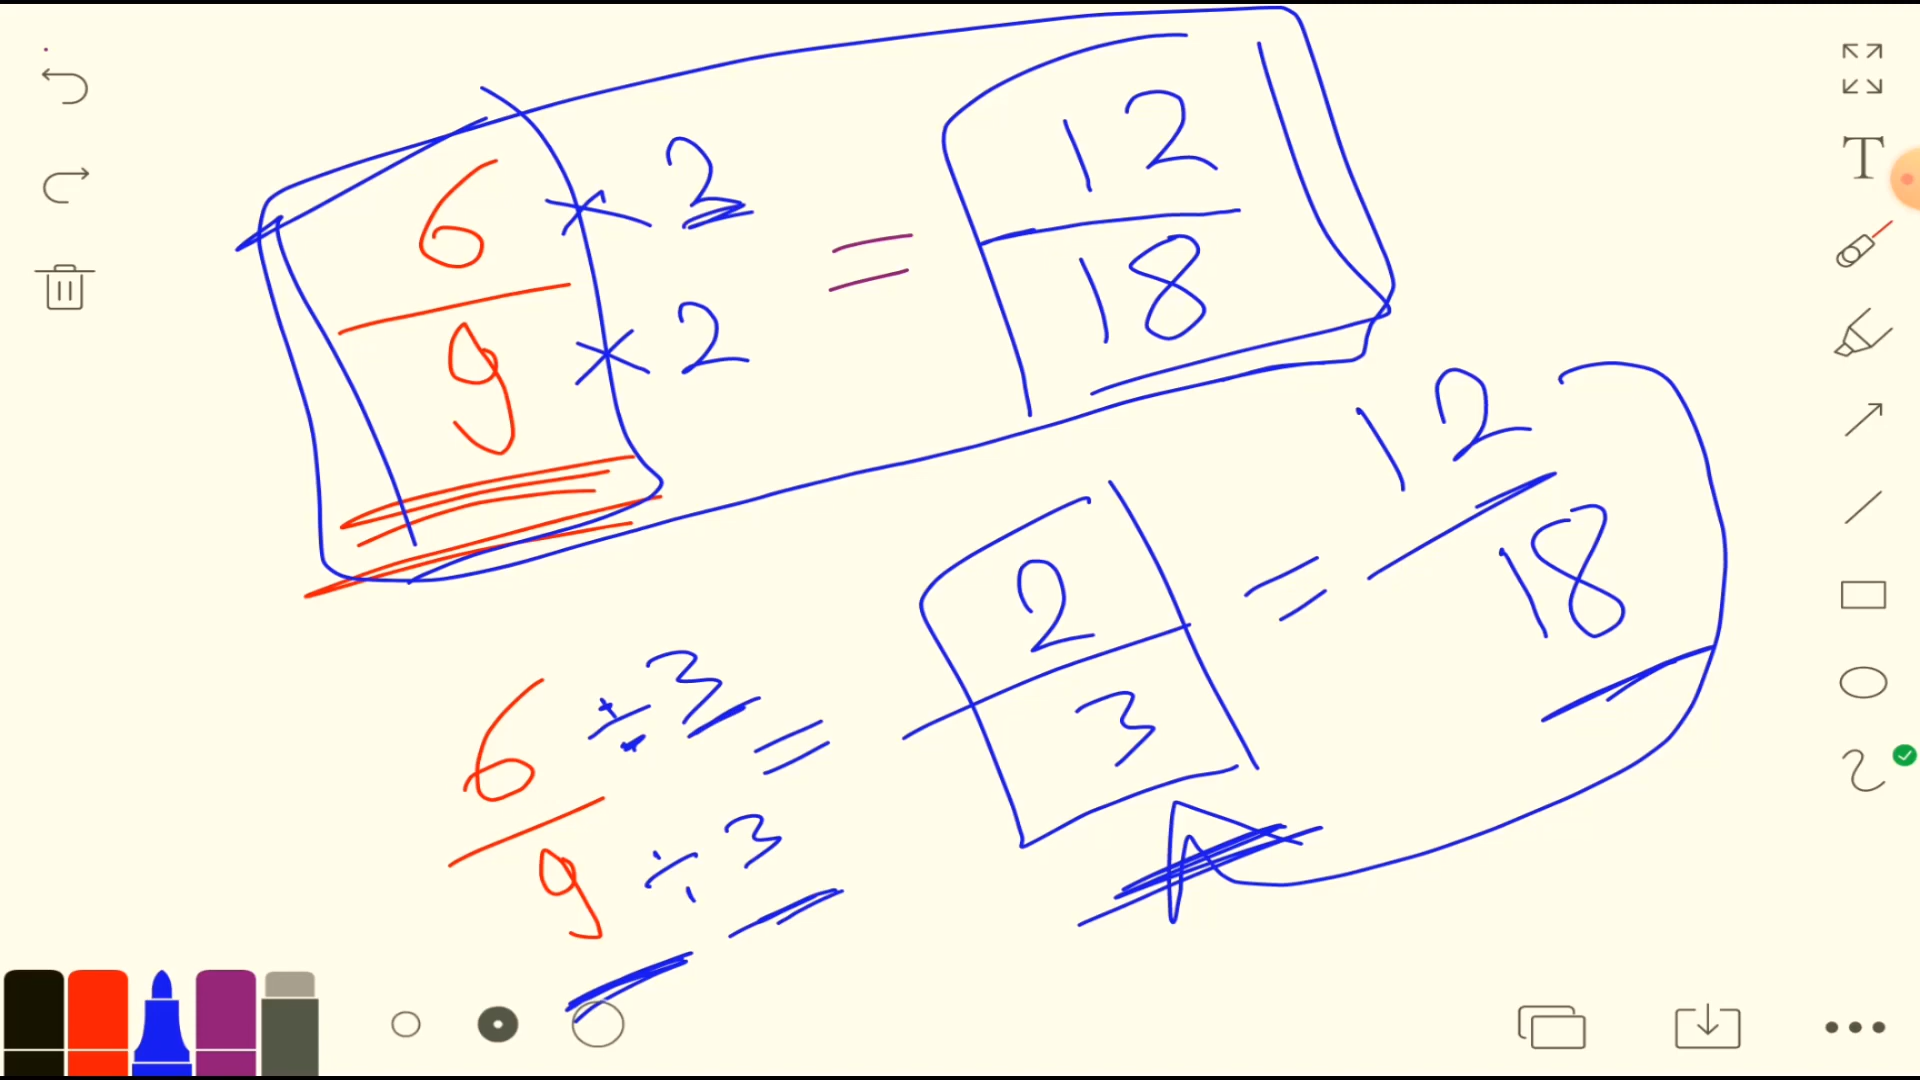 6 × 2 = 12
9 × 2 18
6 ÷ 3 = 2 = 12
9 ÷ 3 3 18
T